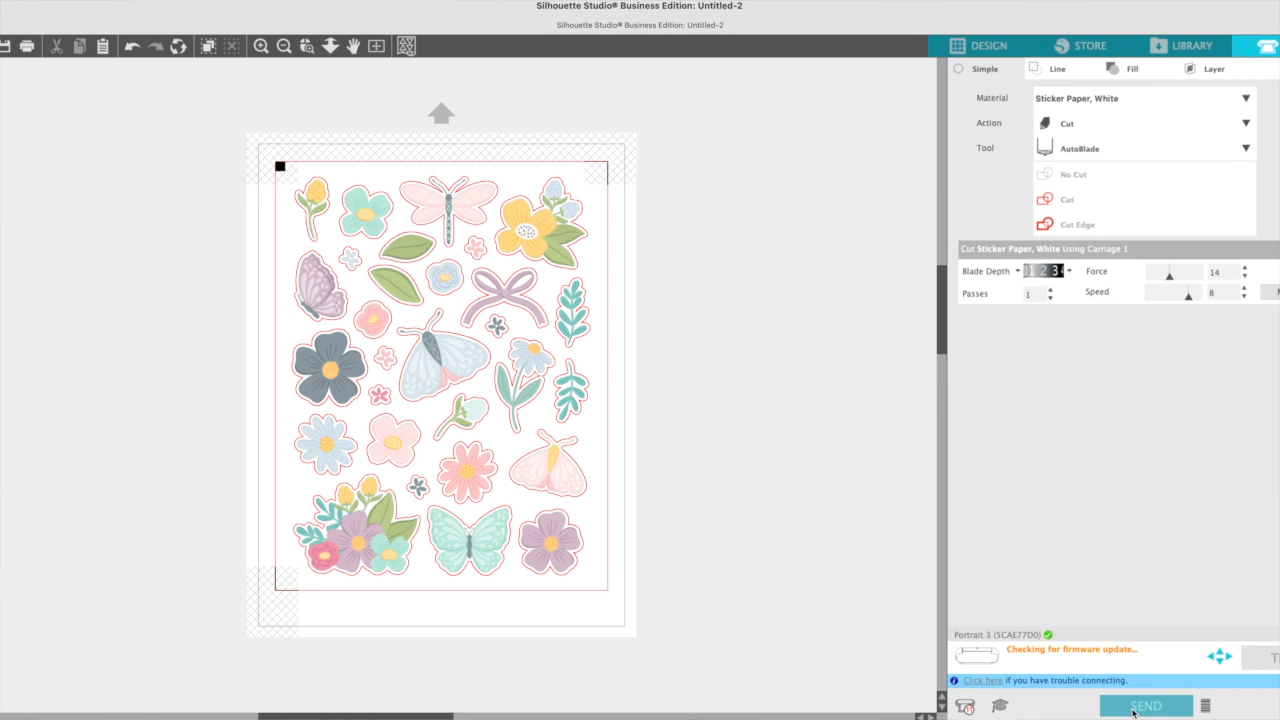 Silhouette Studio® Business Edition: Untitled-2
Silhouette Studio® Business Edition: Untitled-2
DESIGN
STORE
LIBRARY
Simple
Line
Fill
Layer
Material
Sticker Paper, White
Action
Cut
Tool
AutoBlade
No Cut
Cut
Cut Edge
Cut Sticker Paper, White Using Carriage 1
Blade Depth
1 2 3
Force
14
Passes
1
Speed
8
Portrait 3 (5CAE77D0)
Checking for firmware update...
Click here if you have trouble connecting.
SEND